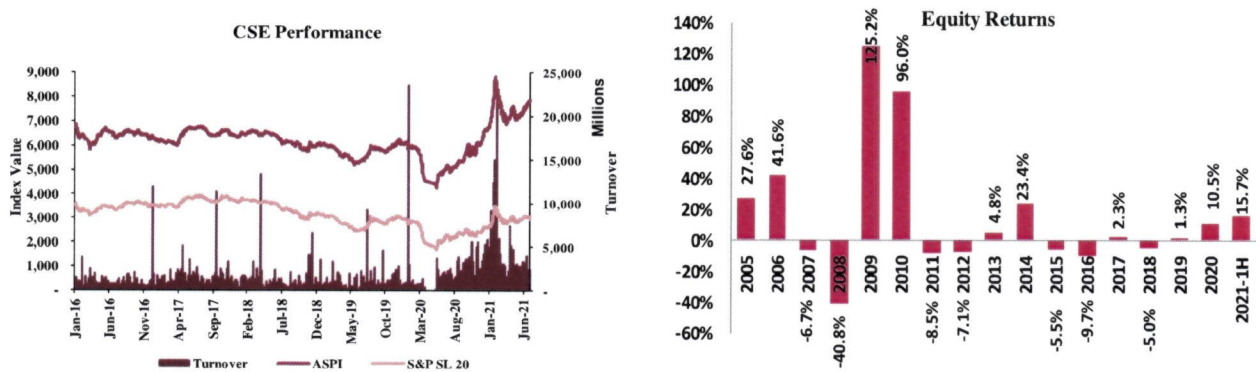 CSE Performance
9,000
8,000
7,000
6,000
5,000
4,000
3,000
2,000
1,000
-
Index Value
25,000
20,000
15,000
10,000
5,000
-
Millions
Turnover
Jan-16
Jun-16
Nov-16
Apr-17
Sep-17
Feb-18
Jul-18
Dec-18
May-19
Oct-19
Mar-20
Aug-20
Jan-21
Jun-21
Turnover
ASPI
S&P SL 20
Equity Returns
140%
120%
100%
80%
60%
40%
20%
0%
-20%
-40%
-60%
27.6%
41.6%
-6.7%
-40.8%
125.2%
96.0%
-8.5%
-7.1%
4.8%
23.4%
-5.5%
-9.7%
2.3%
-5.0%
1.3%
10.5%
15.7%
2005
2006
2007
2008
2009
2010
2011
2012
2013
2014
2015
2016
2017
2018
2019
2020
2021-1H